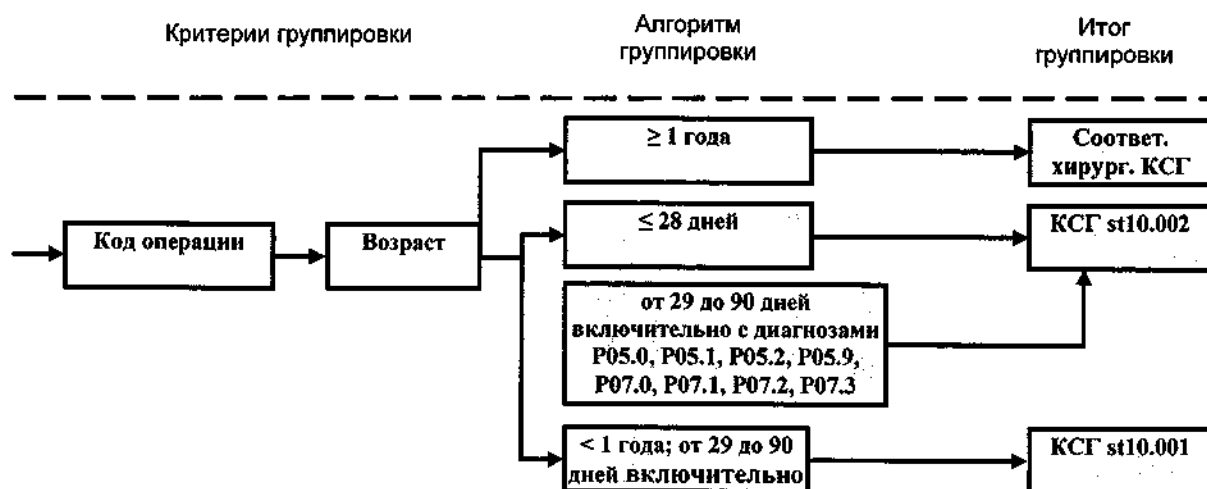 Критерии группировки
Алгоритм
группировки
Итог
группировки
≥ 1 года
Соответ.
хирург. КСГ
Код операции
Возраст
≤ 28 дней
КСГ st10.002
от 29 до 90 дней
включительно с диагнозами
P05.0, P05.1, P05.2, P05.9,
P07.0, P07.1, P07.2, P07.3
< 1 года; от 29 до 90
дней включительно
КСГ st10.001